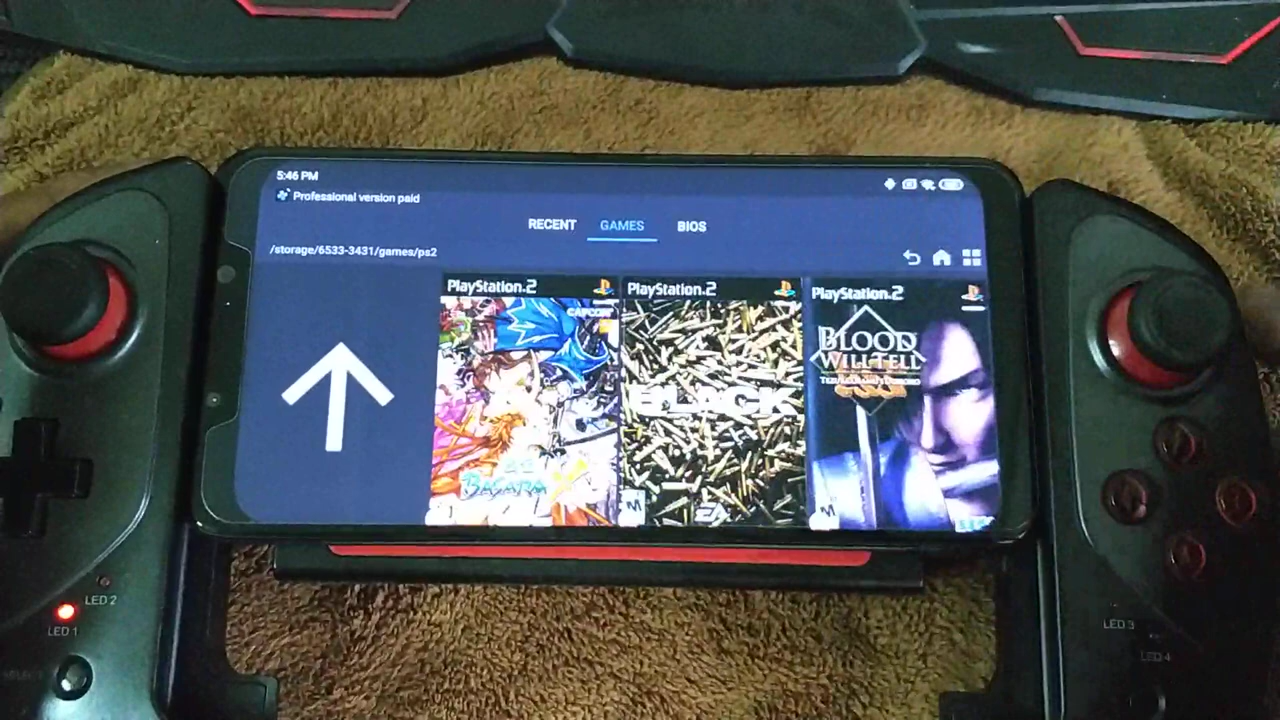 5:46 PM
Professional version paid
RECENT GAMES BIOS
/storage/6533-3431/games/ps2
PlayStation.2
CAPCOM
BASARA
PlayStation.2
BLACK
M
EA
PlayStation.2
BLOOD
WILL TELL
M
LED 2
LED 1
LED 3
LED 4